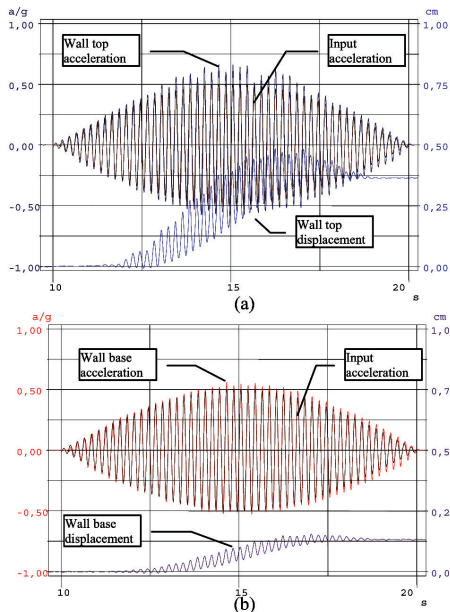 a/g
cm
1,00
1,00
Wall top
acceleration
Input
acceleration
0,50
0,75
0,00
0,50
-0,50
0,25
Wall top
displacement
-1,00
0,00
10
15
20
s
(a)
a/g
cm
1,00
1,0
Wall base
acceleration
Input
acceleration
0,50
0,7
0,00
0,5
-0,50
0,2
Wall base
displacement
-1,00
0,0
10
15
20
s
(b)